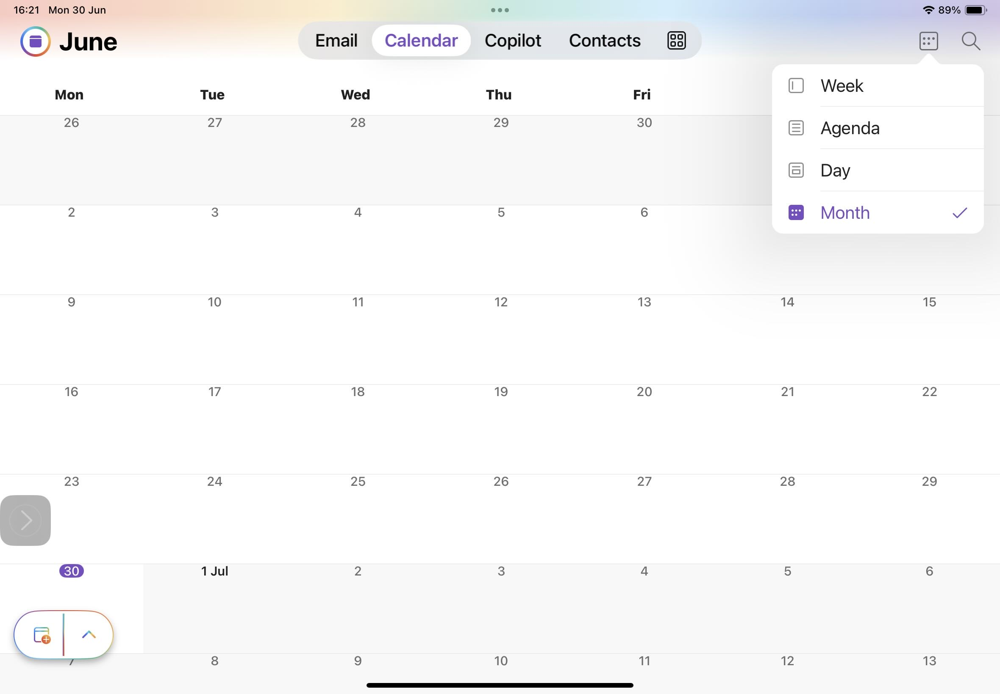 16:21 Mon 30 Jun
89%
June
Email Calendar Copilot Contacts
Week
Agenda
Day
Month
Mon Tue Wed Thu Fri
26 27 28 29 30
2 3 4 5 6
9 10 11 12 13 14 15
16 17 18 19 20 21 22
23 24 25 26 27 28 29
30 1 Jul 2 3 4 5 6
7 8 9 10 11 12 13